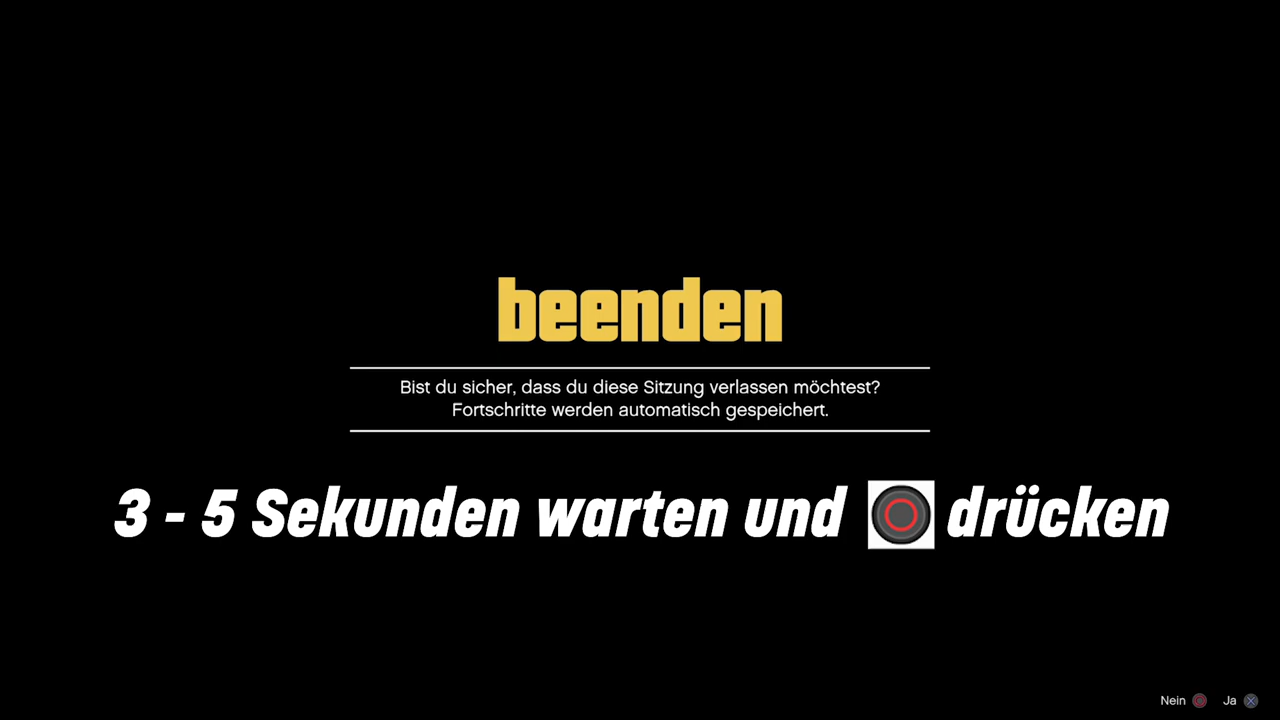 beenden
Bist du sicher, dass du diese Sitzung verlassen möchtest?
Fortschritte werden automatisch gespeichert.
3 - 5 Sekunden warten und drücken
Nein Ja